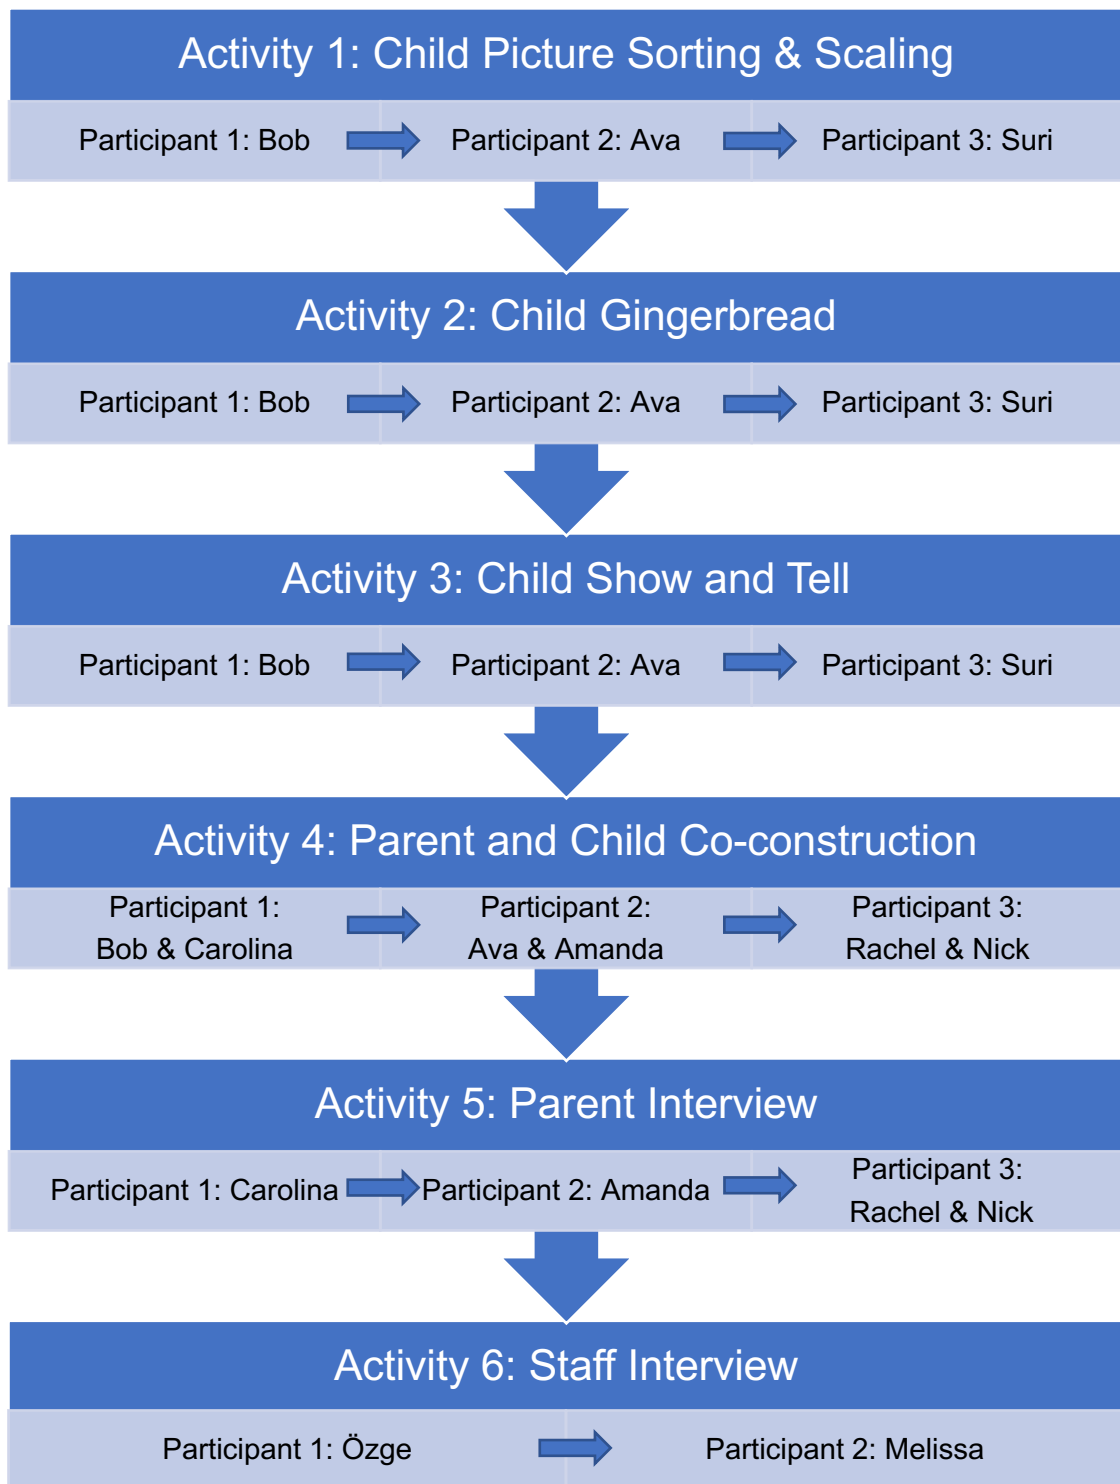 Activity 1: Child Picture Sorting & Scaling
Participant 1: Bob
Participant 2: Ava
Participant 3: Suri
Activity 2: Child Gingerbread
Participant 1: Bob
Participant 2: Ava
Participant 3: Suri
Activity 3: Child Show and Tell
Participant 1: Bob
Participant 2: Ava
Participant 3: Suri
Activity 4: Parent and Child Co-construction
Participant 1:
Bob & Carolina
Participant 2:
Ava & Amanda
Participant 3:
Rachel & Nick
Activity 5: Parent Interview
Participant 1: Carolina
Participant 2: Amanda
Participant 3:
Rachel & Nick
Activity 6: Staff Interview
Participant 1: Özge
Participant 2: Melissa